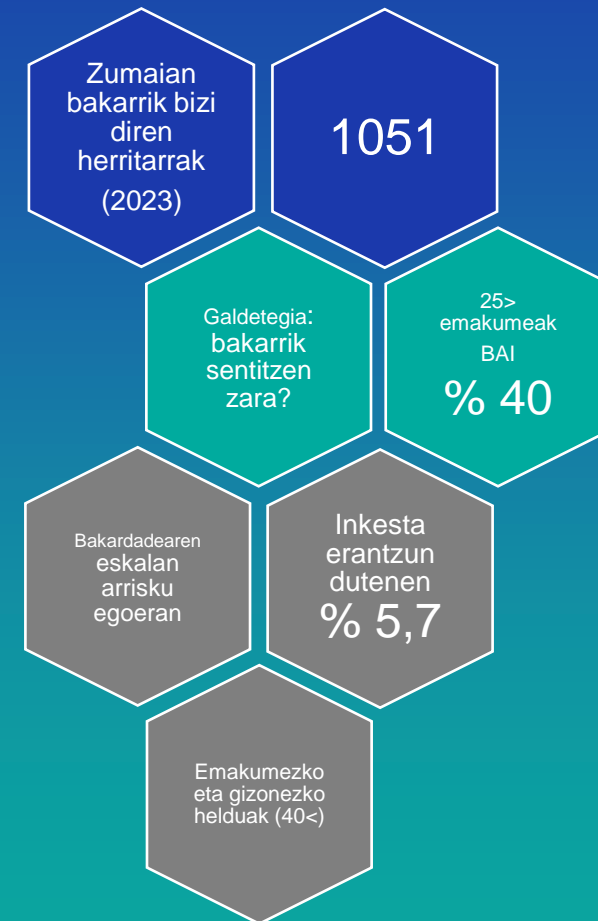 Zumaian
bakarrik bizi
diren
herritarrak
(2023)
1051
Galdetegia:
bakarrik
sentitzen
zara?
25>
emakumeak
BAI
% 40
Bakardadearen
eskalan
arrisku
egoeran
Inkesta
erantzun
dutenen
% 5,7
Emakumezko
eta gizonezko
helduak (40<)